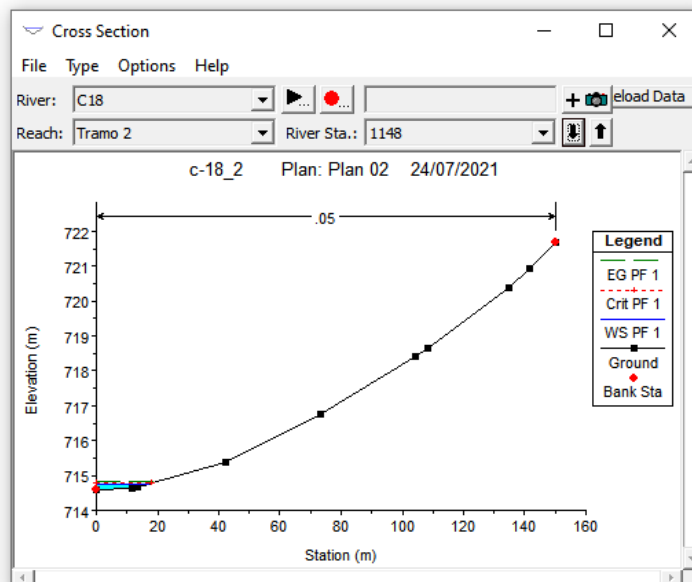 Cross Section
File Type Options Help
River: C18 eload Data
Reach: Tramo 2 River Sta.: 1148
c-18_2 Plan: Plan 02 24/07/2021
.05
722
721
720
719
718
717
716
715
714
Elevation (m)
0 20 40 60 80 100 120 140 160
Station (m)
Legend
EG PF 1
Crit PF 1
WS PF 1
Ground
Bank Sta